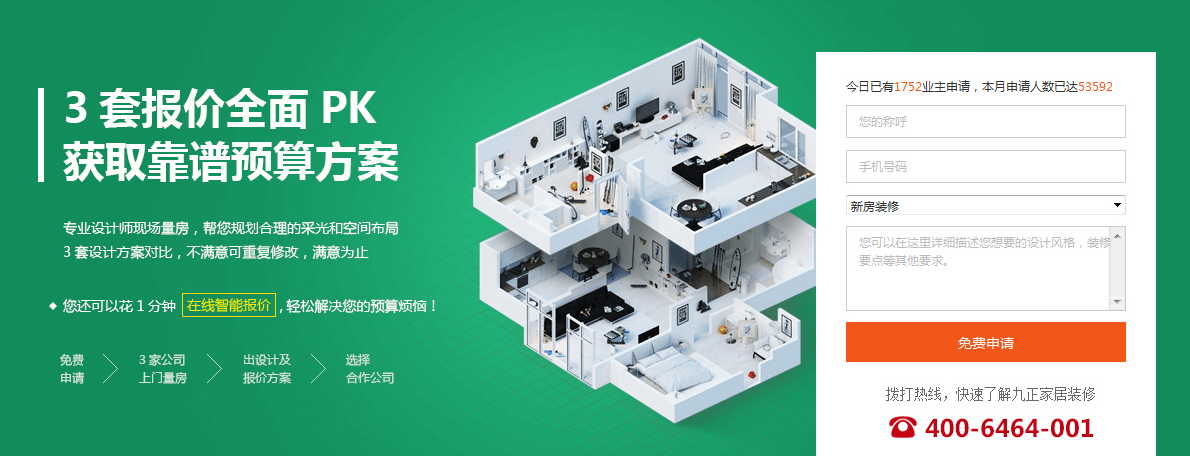 3 套报价全面 PK
获取靠谱预算方案
专业设计师现场量房，帮您规划合理的采光和空间布局
3 套设计方案对比，不满意可重复修改，满意为止
您还可以花 1 分钟 在线智能报价 , 轻松解决您的预算烦恼！
免费
申请
3 家公司
上门量房
出设计及
报价方案
选择
合作公司
今日已有1752业主申请，本月申请人数已达53592
您的称呼
手机号码
新房装修
您可以在这里详细描述您想要的设计风格，装修
要点等其他要求。
免费申请
拨打热线，快速了解九正家居装修
400-6464-001